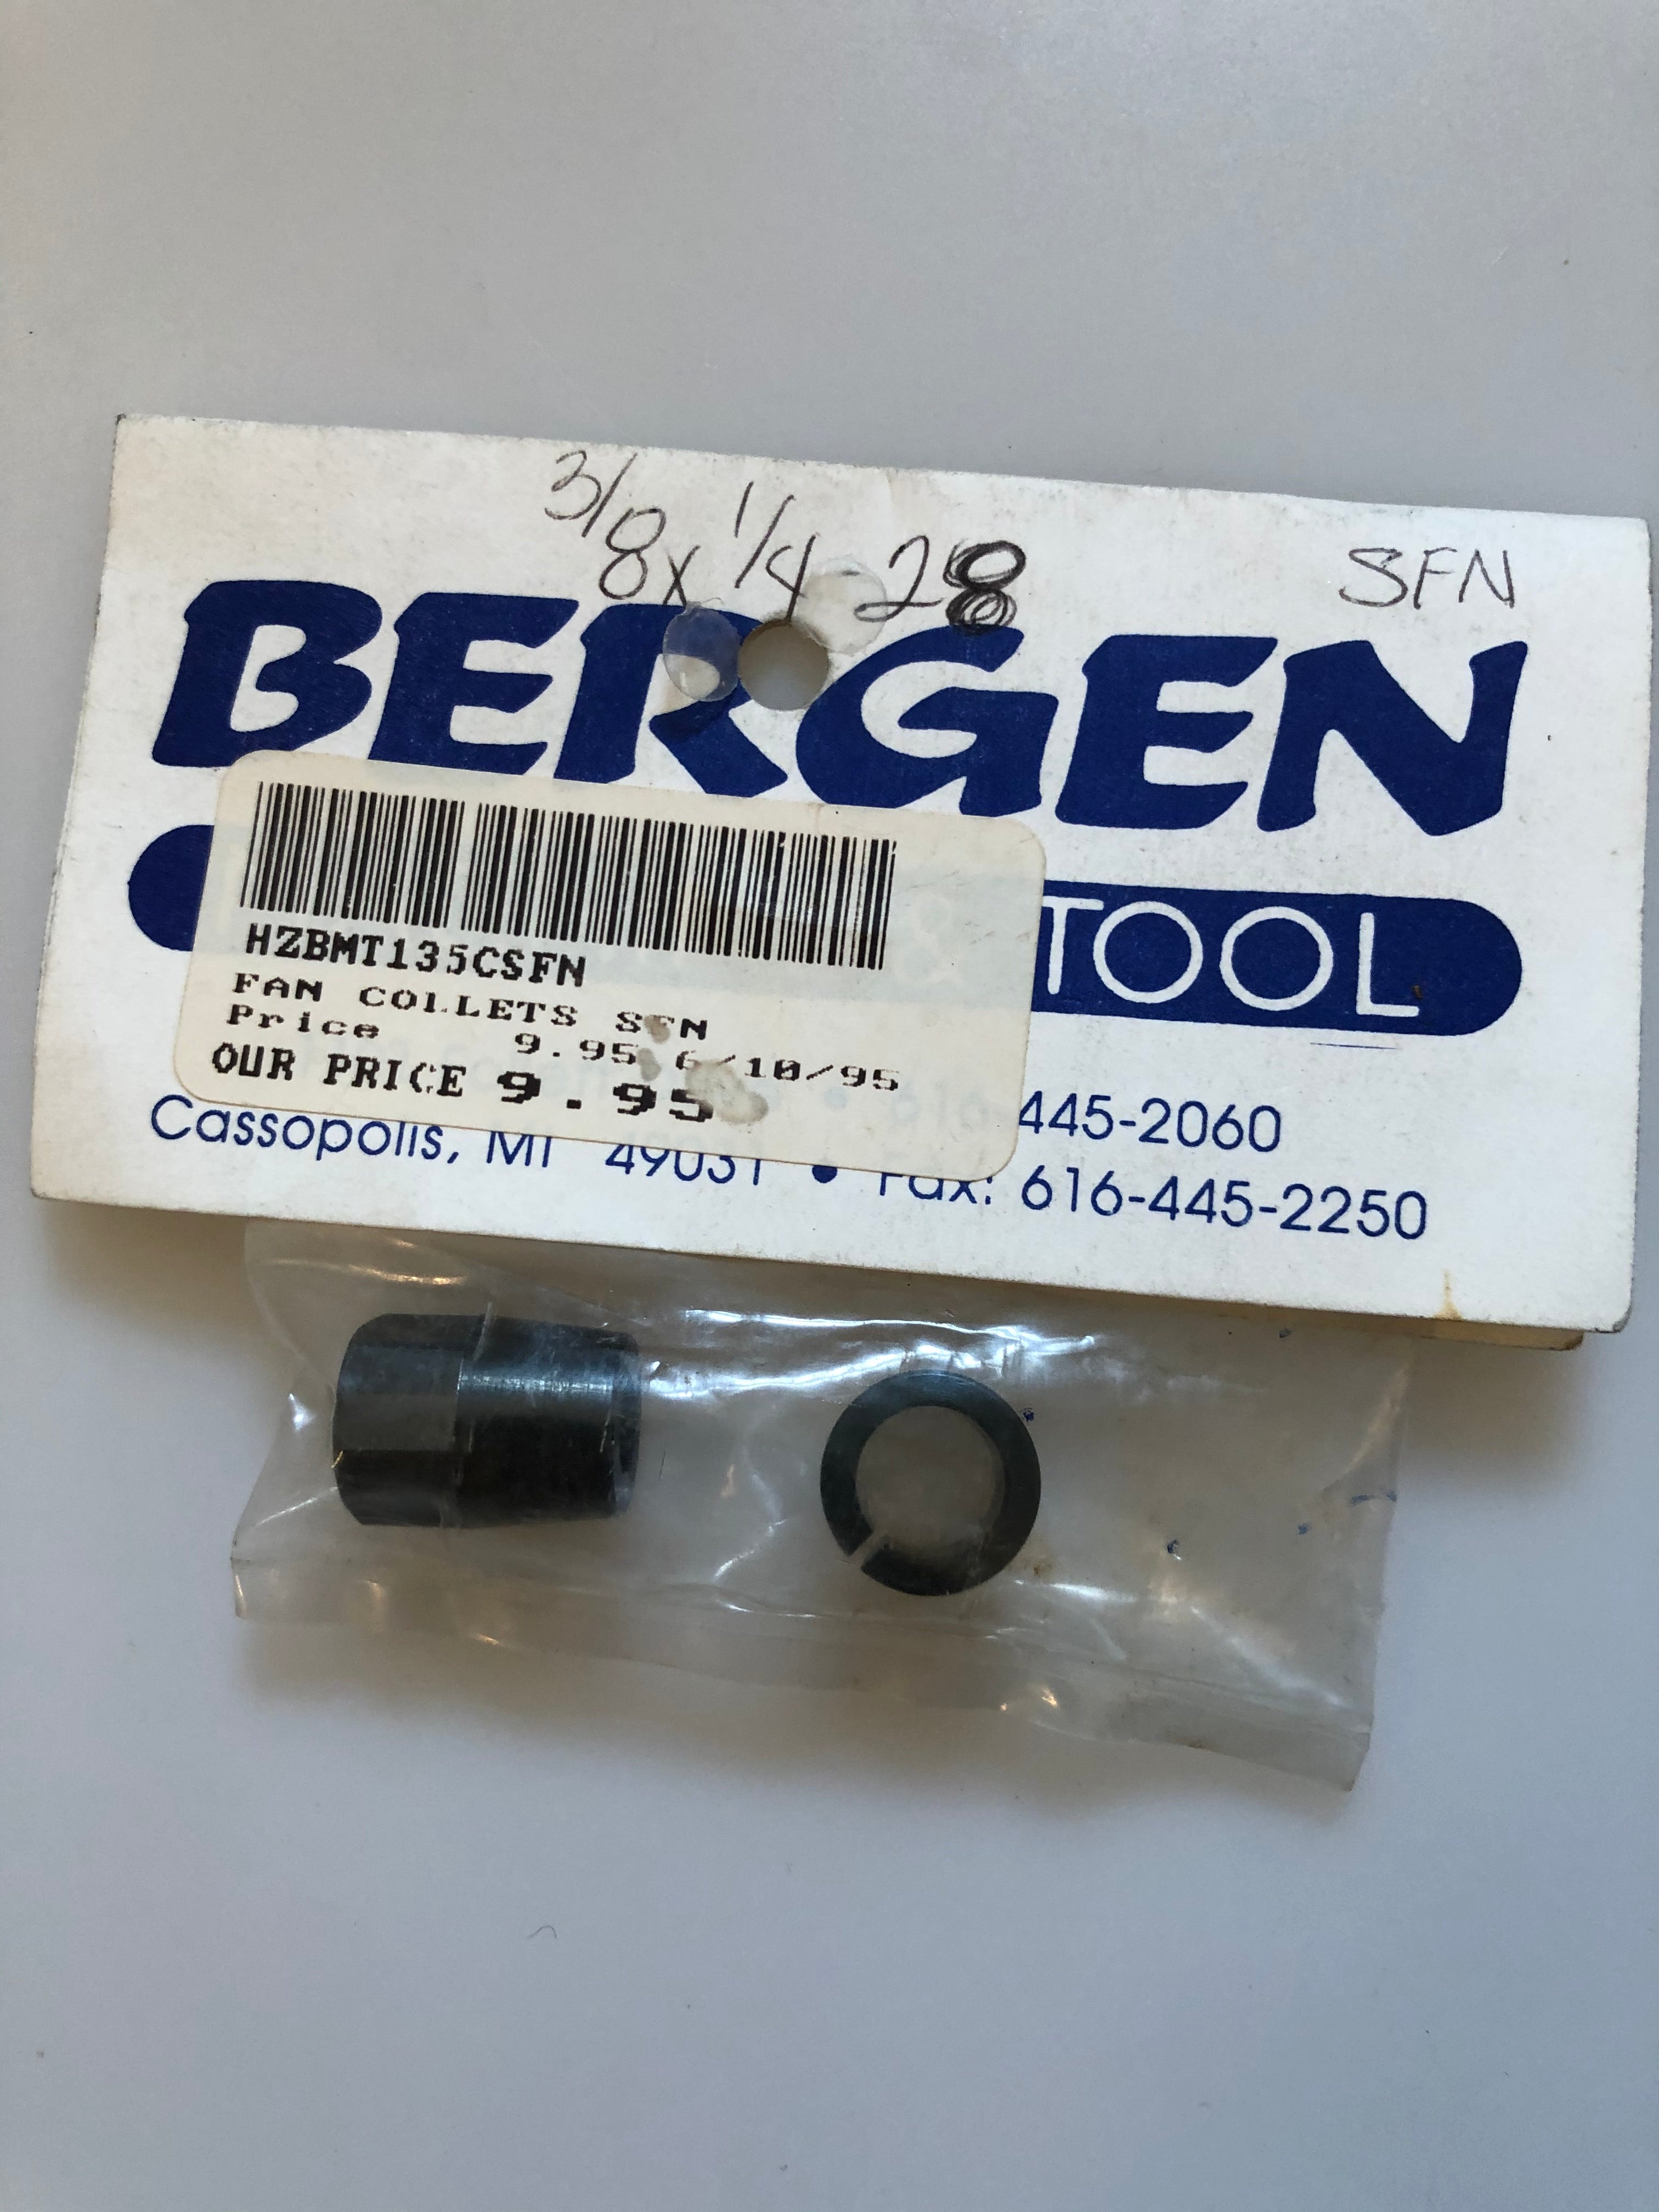 3/8 x 1/4-28
SFN
BERGEN
TOOL
HZBMT135CSFN
FAN COLLETS SFN
Price 9.95 6/10/95
OUR PRICE 9.95
445-2060
Cassopolis, MI 49031 • Fax: 616-445-2250